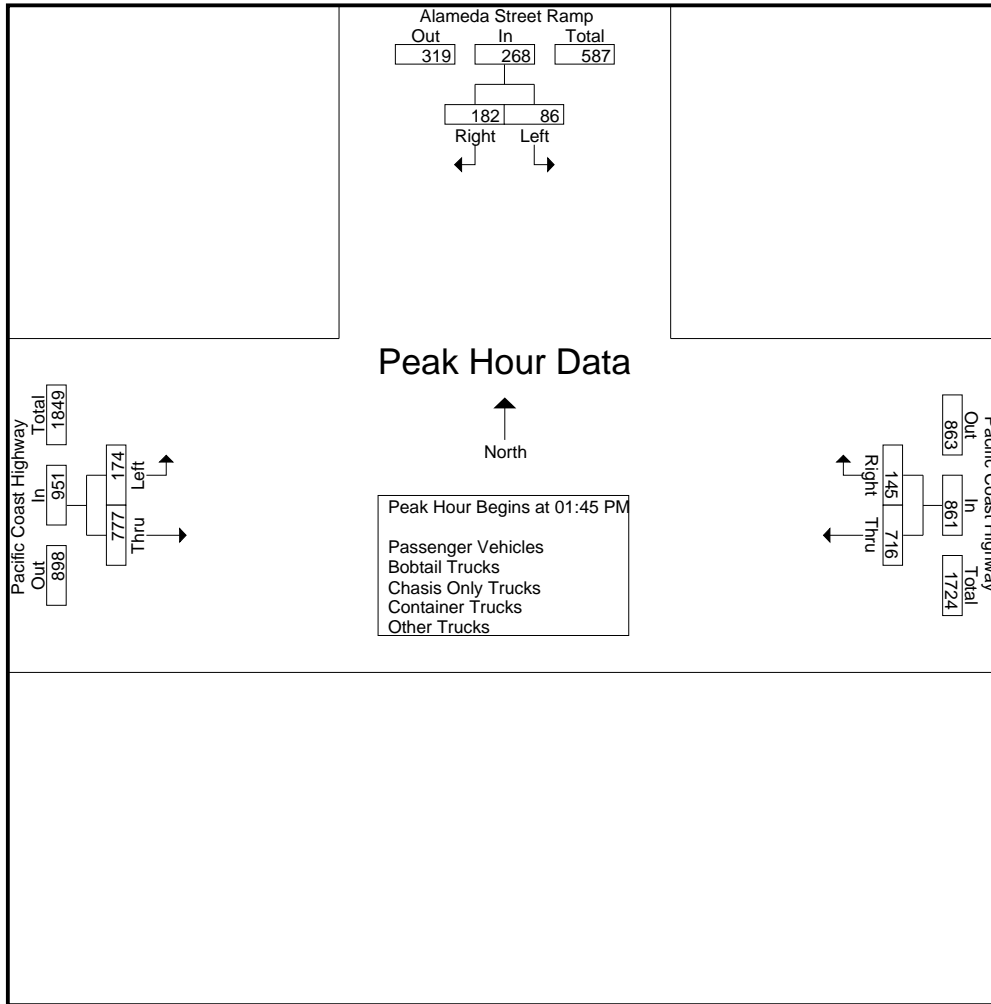 Alameda Street Ramp
Out In Total
319 268 587
182 86
Right Left
Peak Hour Data
North
Peak Hour Begins at 01:45 PM
Passenger Vehicles
Bobtail Trucks
Chasis Only Trucks
Container Trucks
Other Trucks
Pacific Coast Highway
Out In Total
898 951 1849
777 174
Thru Left
Pacific Coast Highway
Out In Total
863 861 1724
145 716
Right Thru